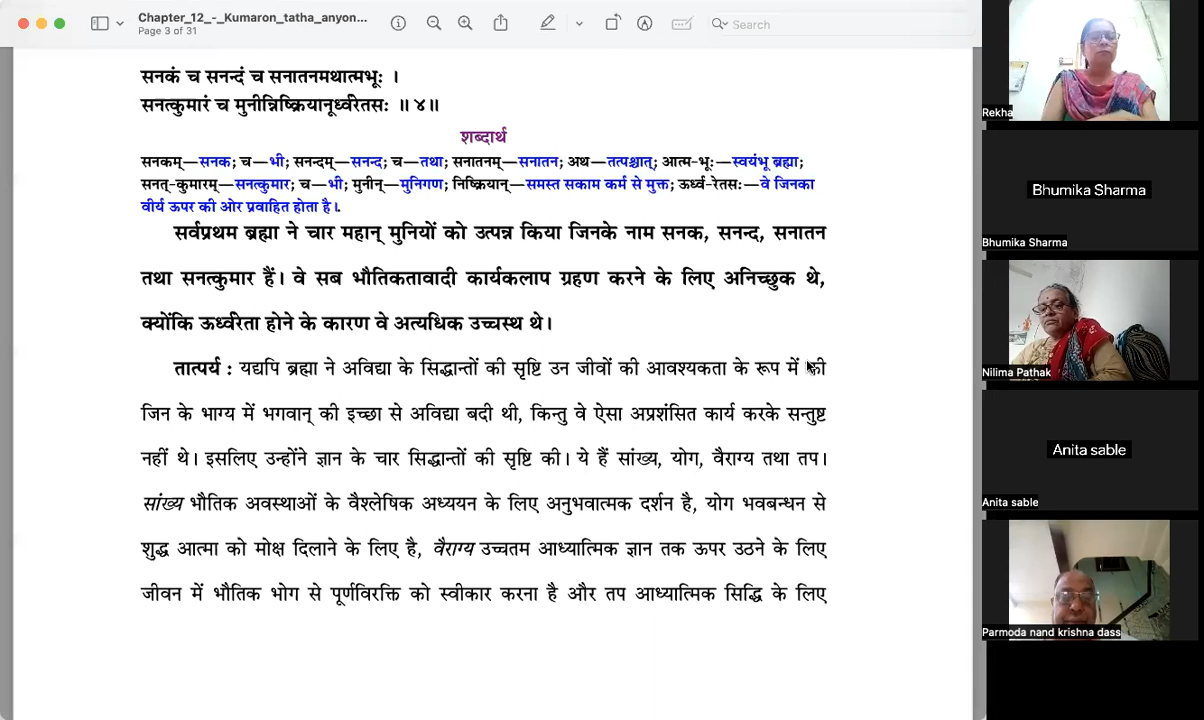 Chapter_12_-_Kumaron_tatha_anyon...
Page 3 of 31
Search
सनकं च सनन्दं च सनातनमथात्मभूः ।
सनत्कुमारं च मुनीन्निष्क्रियानूर्ध्वरेतसः ॥ ४॥
शब्दार्थ
सनकम्—सनक; च—भी; सनन्दम्—सनन्द; च—तथा; सनातनम्—सनातन; अथ—तत्पश्चात्; आत्म-भूः—स्वयंभू ब्रह्मा;
सनत्-कुमारम्—सनत्कुमार; च—भी; मुनीन्—मुनिगण; निष्क्रियान्—समस्त सकाम कर्म से मुक्त; ऊर्ध्व-रेतसः—वे जिनका
वीर्य ऊपर की ओर प्रवाहित होता है।.
सर्वप्रथम ब्रह्मा ने चार महान् मुनियों को उत्पन्न किया जिनके नाम सनक, सनन्द, सनातन
तथा सनत्कुमार हैं। वे सब भौतिकतावादी कार्यकलाप ग्रहण करने के लिए अनिच्छुक थे,
क्योंकि ऊर्ध्वरेता होने के कारण वे अत्यधिक उच्चस्थ थे।
तात्पर्य : यद्यपि ब्रह्मा ने अविद्या के सिद्धान्तों की सृष्टि उन जीवों की आवश्यकता के रूप में की
जिन के भाग्य में भगवान् की इच्छा से अविद्या बदी थी, किन्तु वे ऐसा अप्रशंसित कार्य करके सन्तुष्ट
नहीं थे। इसलिए उन्होंने ज्ञान के चार सिद्धान्तों की सृष्टि की। ये हैं सांख्य, योग, वैराग्य तथा तप।
सांख्य भौतिक अवस्थाओं के वैश्लेषिक अध्ययन के लिए अनुभवात्मक दर्शन है, योग भवबन्धन से
शुद्ध आत्मा को मोक्ष दिलाने के लिए है, वैराग्य उच्चतम आध्यात्मिक ज्ञान तक ऊपर उठने के लिए
जीवन में भौतिक भोग से पूर्णविरक्ति को स्वीकार करना है और तप आध्यात्मिक सिद्धि के लिए
Rekha
Bhumika Sharma
Bhumika Sharma
Nilima Pathak
Anita sable
Anita sable
Parmoda nand krishna dass